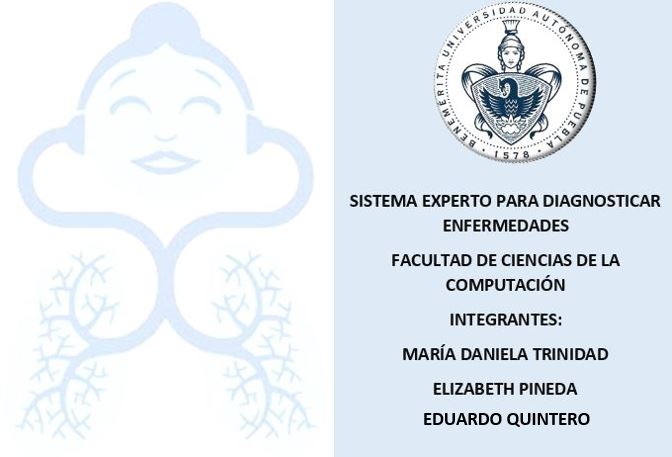 BENEMÉRITA UNIVERSIDAD AUTÓNOMA DE PUEBLA
· 1578 ·
SISTEMA EXPERTO PARA DIAGNOSTICAR
ENFERMEDADES
FACULTAD DE CIENCIAS DE LA
COMPUTACIÓN
INTEGRANTES:
MARÍA DANIELA TRINIDAD
ELIZABETH PINEDA
EDUARDO QUINTERO